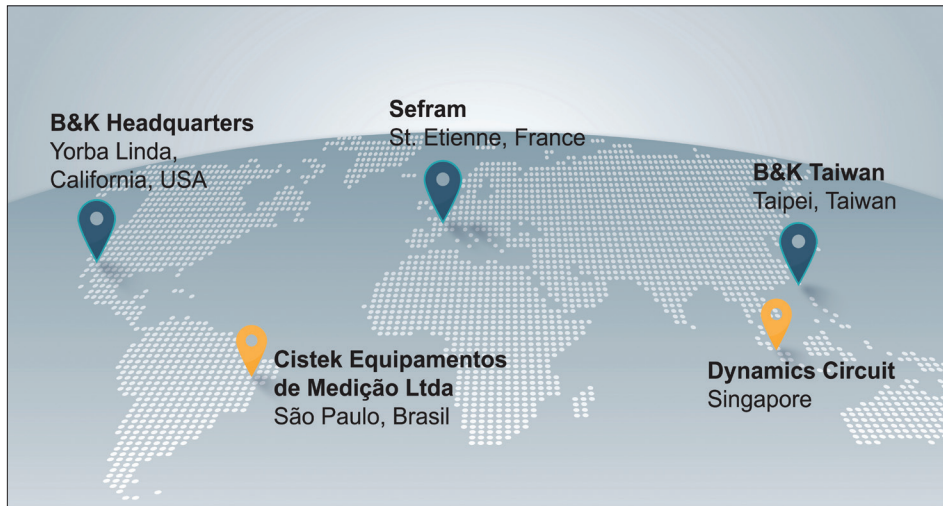 B&K Headquarters
Yorba Linda,
California, USA
Sefram
St. Etienne, France
B&K Taiwan
Taipei, Taiwan
Cistek Equipamentos
de Medição Ltda
São Paulo, Brasil
Dynamics Circuit
Singapore